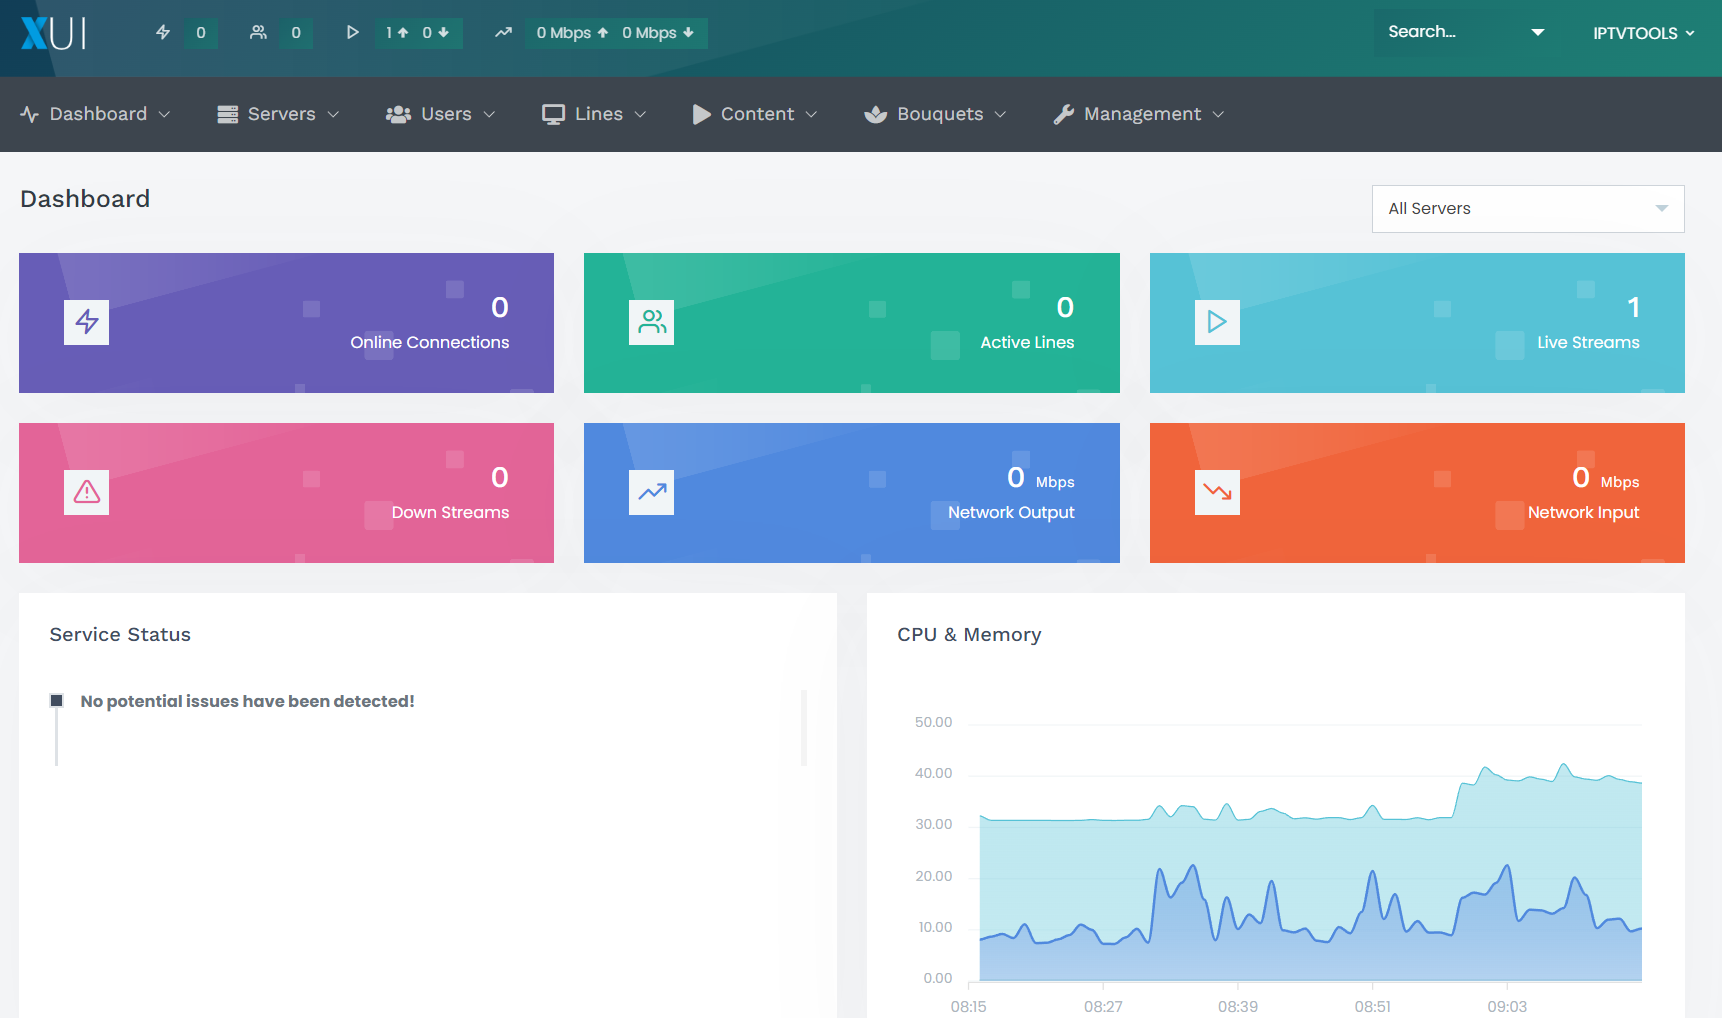 XUI 0 0 1 0 0 Mbps 0 Mbps Search... IPTVTOOLS
Dashboard Servers Users Lines Content Bouquets Management
Dashboard
All Servers
0
Online Connections
0
Active Lines
1
Live Streams
0
Down Streams
0 Mbps
Network Output
0 Mbps
Network Input
Service Status
No potential issues have been detected!
CPU & Memory
50.00
40.00
30.00
20.00
10.00
0.00
08:15 08:27 08:39 08:51 09:03